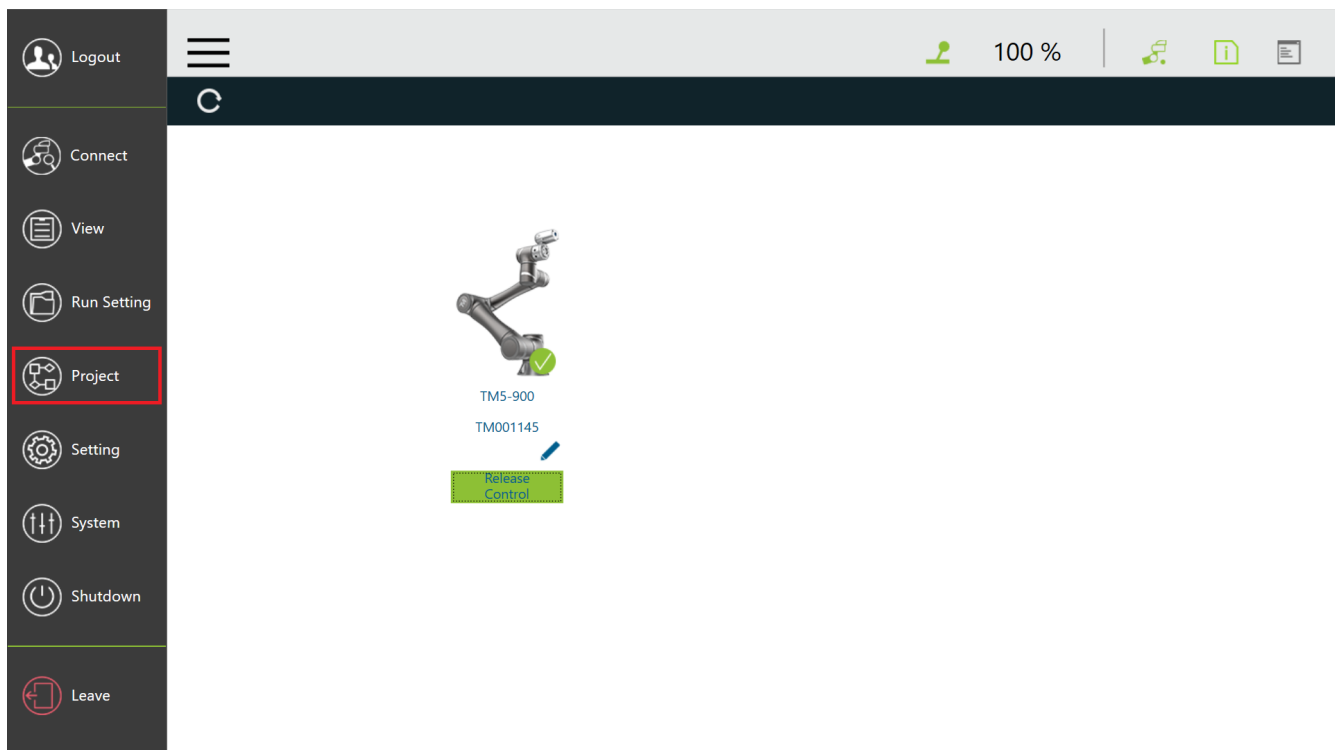 Logout
100 %
Connect
View
Run Setting
Project
Setting
System
Shutdown
Leave
TM5-900
TM001145
Release
Control